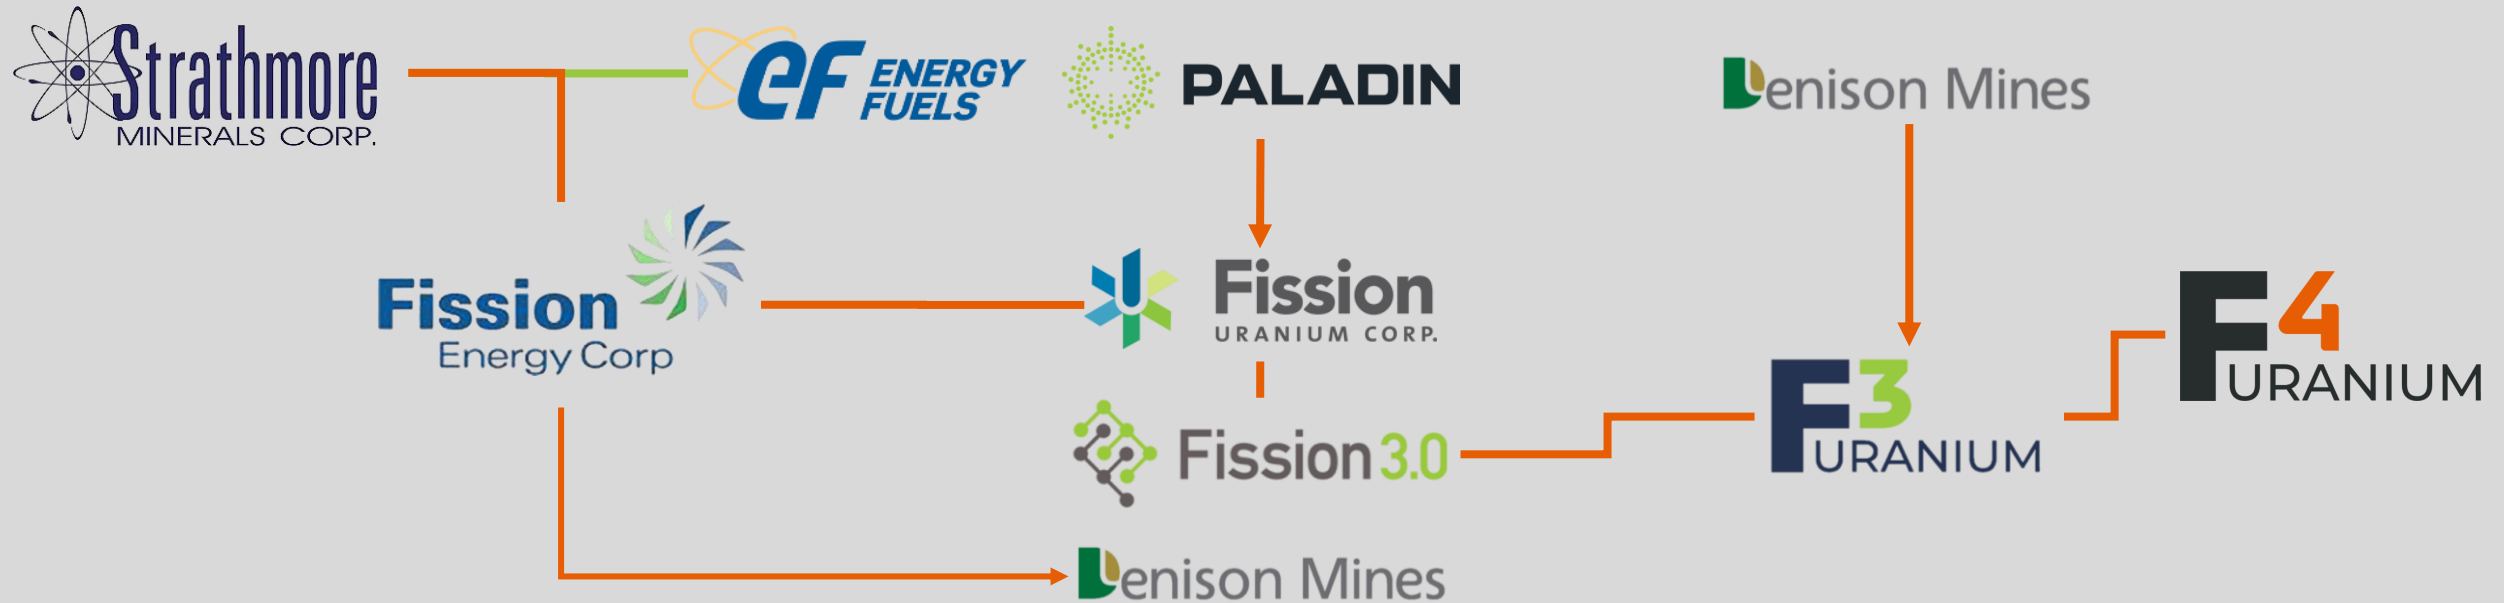 Strathmore
MINERALS CORP.
ef ENERGY
FUELS
PALADIN
Denison Mines
Fission
Energy Corp
Fission
URANIUM CORP.
Fission 3.0
F3
URANIUM
F4
URANIUM
Denison Mines